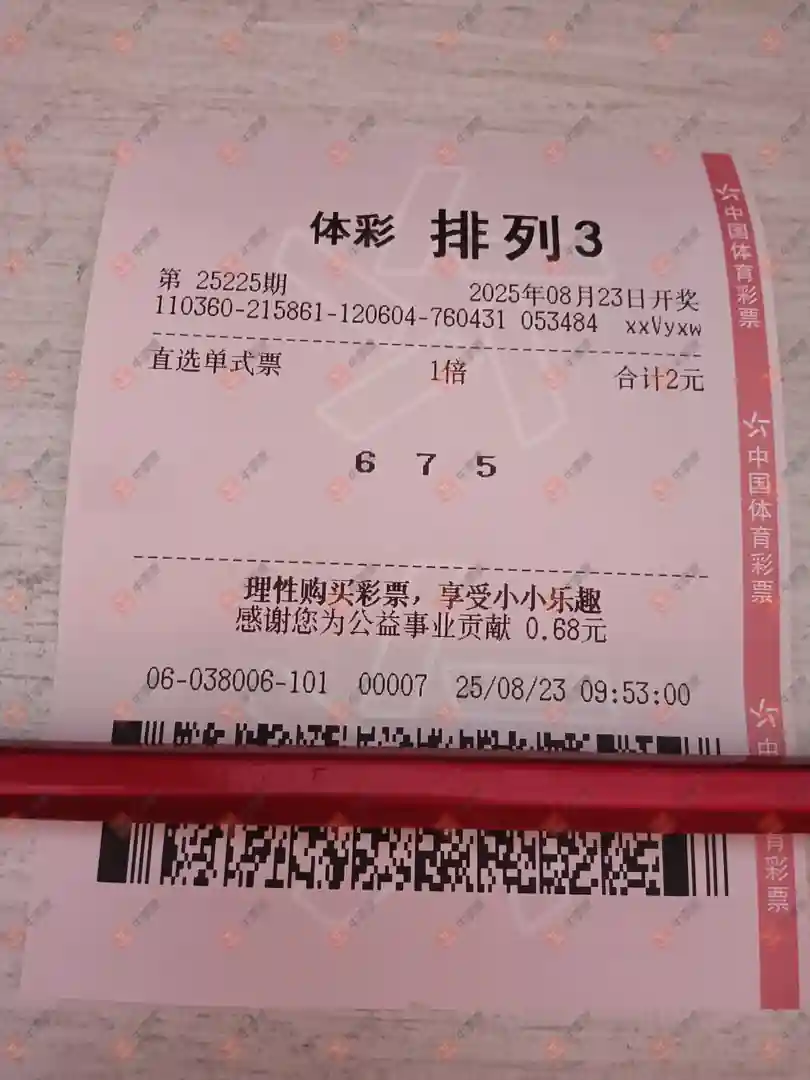 体彩 排列3
第 25225期 2025年08月23日开奖
110360-215861-120604-760431 053484 xxVyxw
直选单式票 1倍 合计2元
6 7 5
理性购买彩票，享受小小乐趣
感谢您为公益事业贡献 0.68元
06-038006-101 00007 25/08/23 09:53:00
中国体育彩票
中国体育彩票
中
育彩票